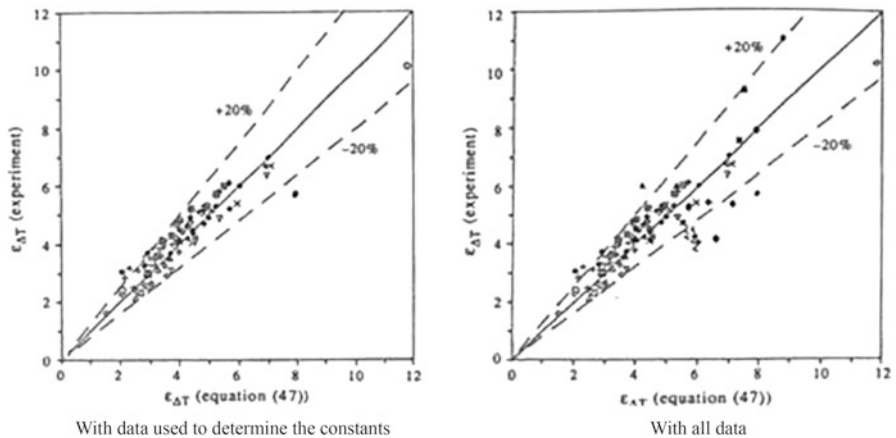 12
10
8
6
4
2
0
ε_ΔT (experiment)
+20%
−20%
0 2 4 6 8 10 12
ε_ΔT (equation (47))
With data used to determine the constants
12
10
8
6
4
2
0
ε_ΔT (experiment)
+20%
−20%
0 2 4 6 8 10 12
ε_ΔT (equation (47))
With all data